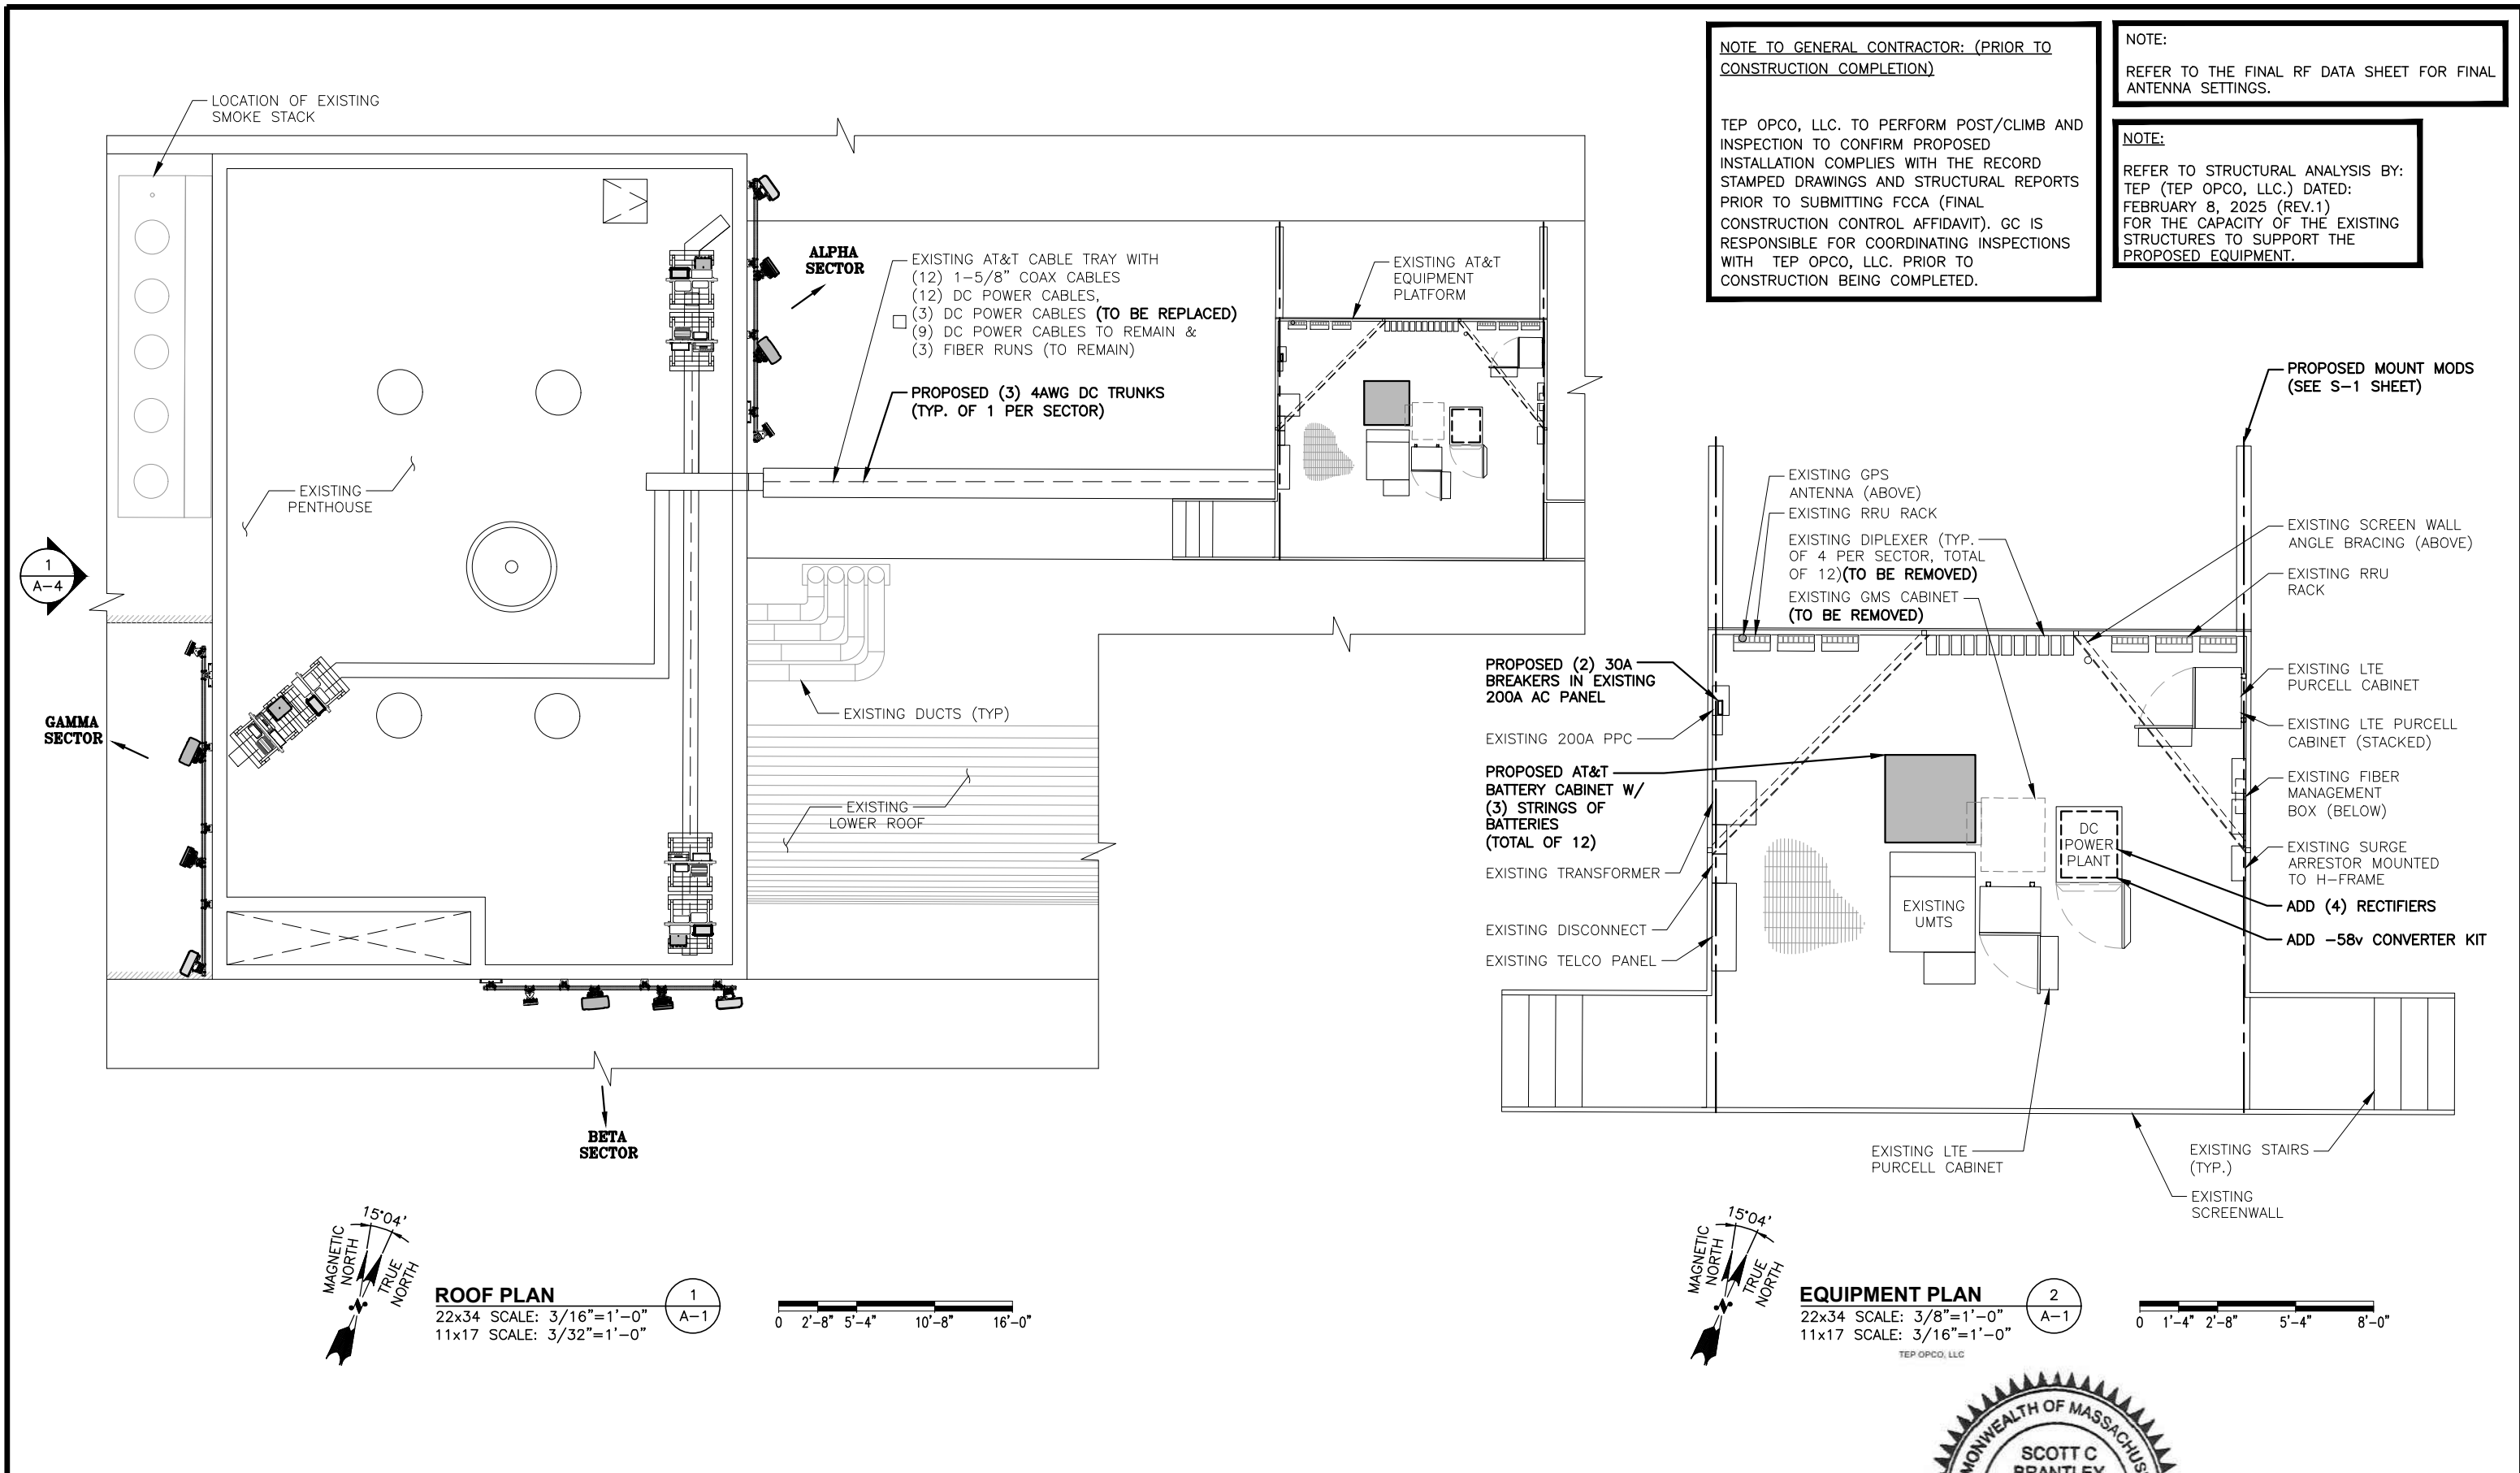 LOCATION OF EXISTING
SMOKE STACK
ALPHA
SECTOR
EXISTING AT&T CABLE TRAY WITH
(12) 1-5/8" COAX CABLES
(12) DC POWER CABLES,
(3) DC POWER CABLES (TO BE REPLACED)
(9) DC POWER CABLES TO REMAIN &
(3) FIBER RUNS (TO REMAIN)
PROPOSED (3) 4AWG DC TRUNKS
(TYP. OF 1 PER SECTOR)
EXISTING AT&T
EQUIPMENT
PLATFORM
EXISTING
PENTHOUSE
1
A-4
GAMMA
SECTOR
EXISTING DUCTS (TYP)
EXISTING
LOWER ROOF
BETA
SECTOR
MAGNETIC
NORTH
15°04'
TRUE
NORTH
N
ROOF PLAN
22x34 SCALE: 3/16"=1'-0"
11x17 SCALE: 3/32"=1'-0"
1
A-1
0 2'-8" 5'-4" 10'-8" 16'-0"
NOTE TO GENERAL CONTRACTOR: (PRIOR TO
CONSTRUCTION COMPLETION)
TEP OPCO, LLC. TO PERFORM POST/CLIMB AND
INSPECTION TO CONFIRM PROPOSED
INSTALLATION COMPLIES WITH THE RECORD
STAMPED DRAWINGS AND STRUCTURAL REPORTS
PRIOR TO SUBMITTING FCCA (FINAL
CONSTRUCTION CONTROL AFFIDAVIT). GC IS
RESPONSIBLE FOR COORDINATING INSPECTIONS
WITH TEP OPCO, LLC. PRIOR TO
CONSTRUCTION BEING COMPLETED.
NOTE:
REFER TO THE FINAL RF DATA SHEET FOR FINAL
ANTENNA SETTINGS.
NOTE:
REFER TO STRUCTURAL ANALYSIS BY:
TEP (TEP OPCO, LLC.) DATED:
FEBRUARY 8, 2025 (REV.1)
FOR THE CAPACITY OF THE EXISTING
STRUCTURES TO SUPPORT THE
PROPOSED EQUIPMENT.
PROPOSED MOUNT MODS
(SEE S-1 SHEET)
EXISTING GPS
ANTENNA (ABOVE)
EXISTING RRU RACK
EXISTING DIPLEXER (TYP.
OF 4 PER SECTOR, TOTAL
OF 12)(TO BE REMOVED)
EXISTING GMS CABINET
(TO BE REMOVED)
PROPOSED (2) 30A
BREAKERS IN EXISTING
200A AC PANEL
EXISTING 200A PPC
PROPOSED AT&T
BATTERY CABINET W/
(3) STRINGS OF
BATTERIES
(TOTAL OF 12)
EXISTING TRANSFORMER
EXISTING DISCONNECT
EXISTING TELCO PANEL
EXISTING
UMTS
DC
POWER
PLANT
EXISTING SCREEN WALL
ANGLE BRACING (ABOVE)
EXISTING RRU
RACK
EXISTING LTE
PURCELL CABINET
EXISTING LTE PURCELL
CABINET (STACKED)
EXISTING FIBER
MANAGEMENT
BOX (BELOW)
EXISTING SURGE
ARRESTOR MOUNTED
TO H-FRAME
ADD (4) RECTIFIERS
ADD -58v CONVERTER KIT
EXISTING LTE
PURCELL CABINET
EXISTING STAIRS
(TYP.)
EXISTING
SCREENWALL
MAGNETIC
NORTH
15°04'
TRUE
NORTH
N
EQUIPMENT PLAN
22x34 SCALE: 3/8"=1'-0"
11x17 SCALE: 3/16"=1'-0"
2
A-1
0 1'-4" 2'-8" 5'-4" 8'-0"
TEP OPCO, LLC
OF
SCOTT C
BRANTLEY